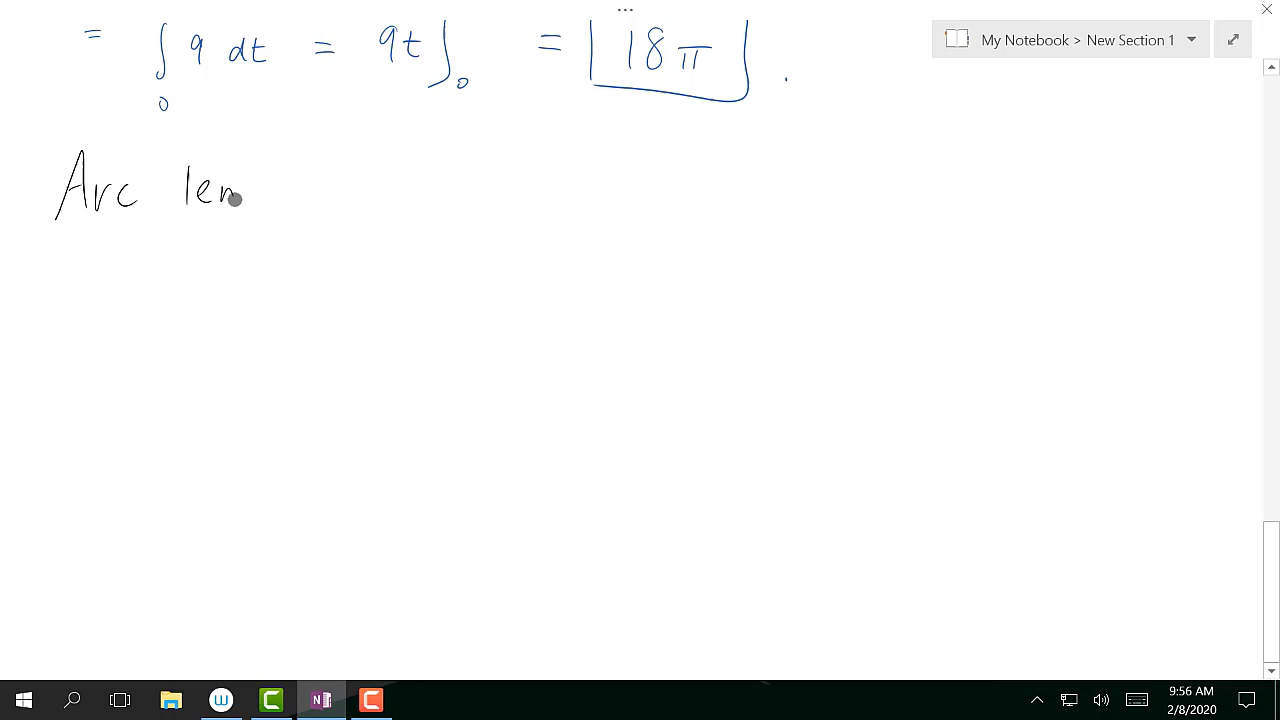 My Notebook > New Section 1
= ∫ 9 dt = 9t ] = 18π .
0 0
Arc len
9:56 AM
2/8/2020